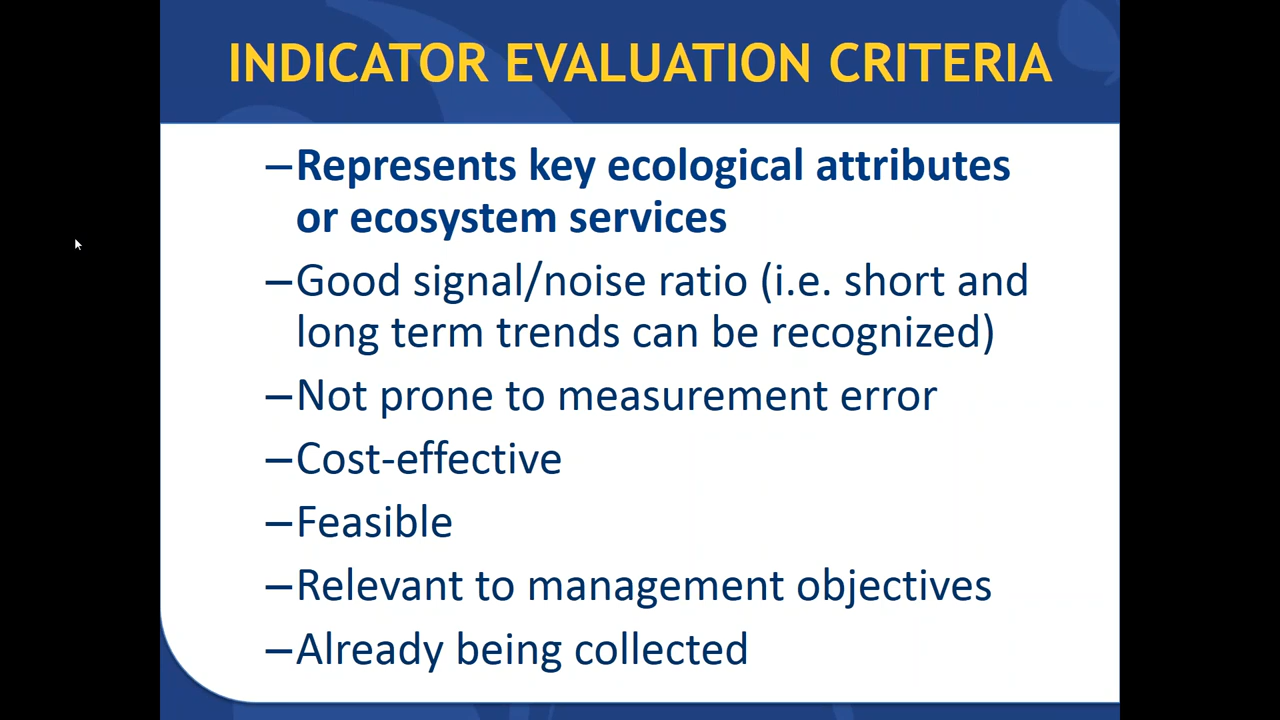 INDICATOR EVALUATION CRITERIA
–Represents key ecological attributes
or ecosystem services
–Good signal/noise ratio (i.e. short and
long term trends can be recognized)
–Not prone to measurement error
–Cost-effective
–Feasible
–Relevant to management objectives
–Already being collected